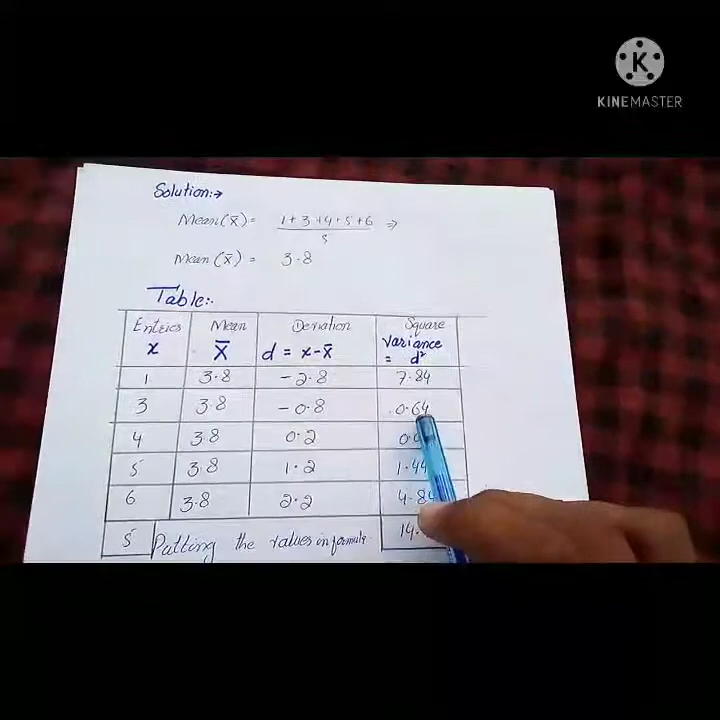 K
KINEMASTER
Solution:→
Mean(x̄)= 1+3+4+5+6 ⇒
5
Mean(x̄) = 3.8
Table:.
Entries Mean Deviation Square
x X̄ d = x-x̄ Variance = d²
1 3.8 -2.8 7.84
3 3.8 -0.8 0.64
4 3.8 0.2
5 3.8 1.2 1.44
6 3.8 2.2 4.84
5 Putting the values in formula